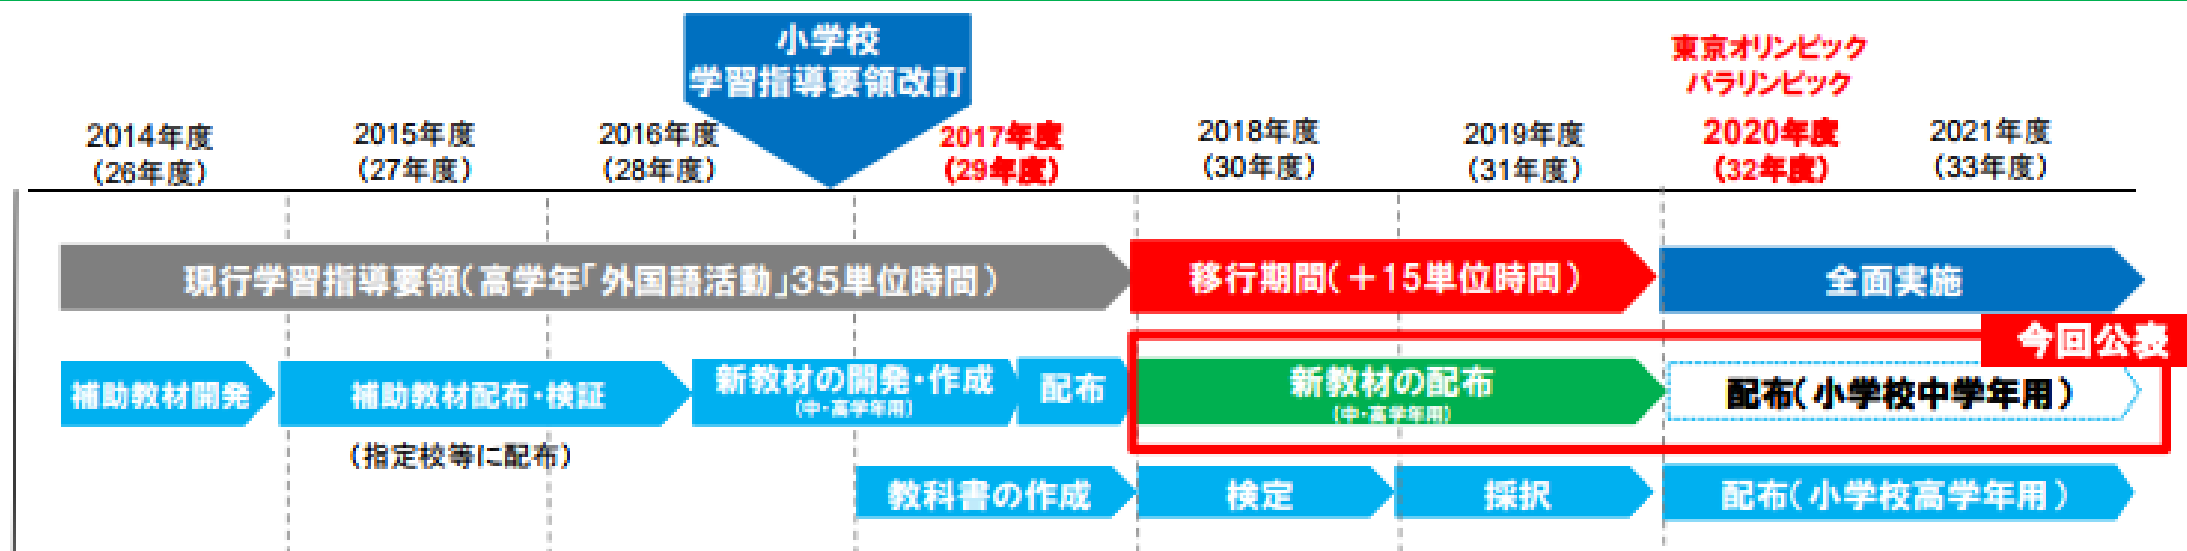 小学校
学習指導要領改訂
東京オリンピック
パラリンピック
2014年度
(26年度)
2015年度
(27年度)
2016年度
(28年度)
2017年度
(29年度)
2018年度
(30年度)
2019年度
(31年度)
2020年度
(32年度)
2021年度
(33年度)
現行学習指導要領(高学年「外国語活動」35単位時間)
移行期間(+15単位時間)
全面実施
今回公表
補助教材開発
補助教材配布・検証
(指定校等に配布)
新教材の開発・作成
(中・高学年用)
配布
新教材の配布
(中・高学年用)
配布(小学校中学年用)
教科書の作成
検定
採択
配布(小学校高学年用)